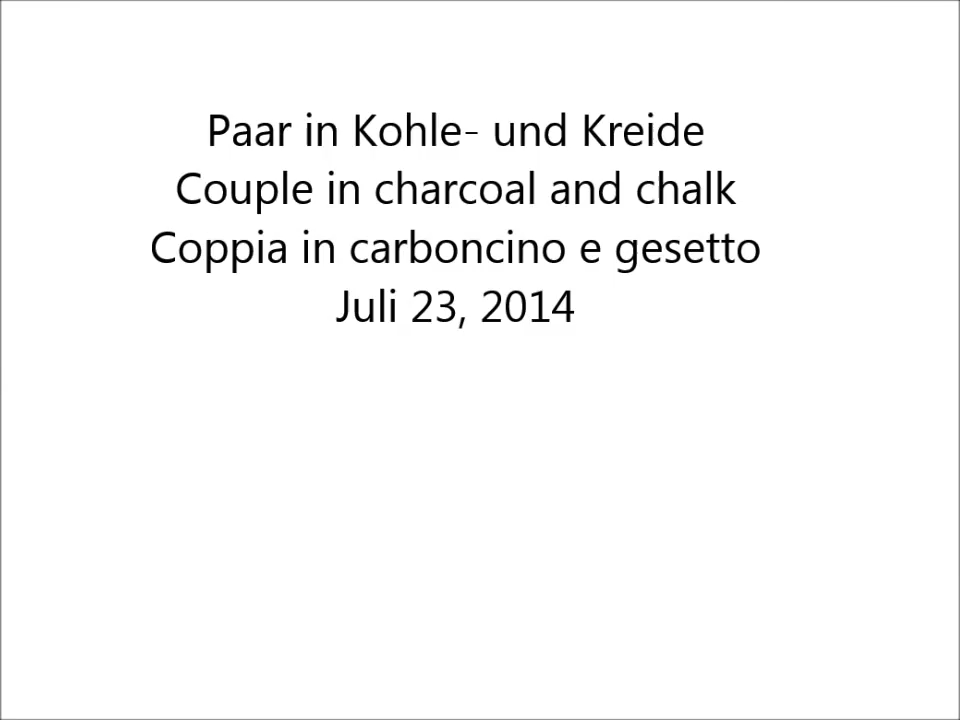 Paar in Kohle- und Kreide
Couple in charcoal and chalk
Coppia in carboncino e gesetto
Juli 23, 2014